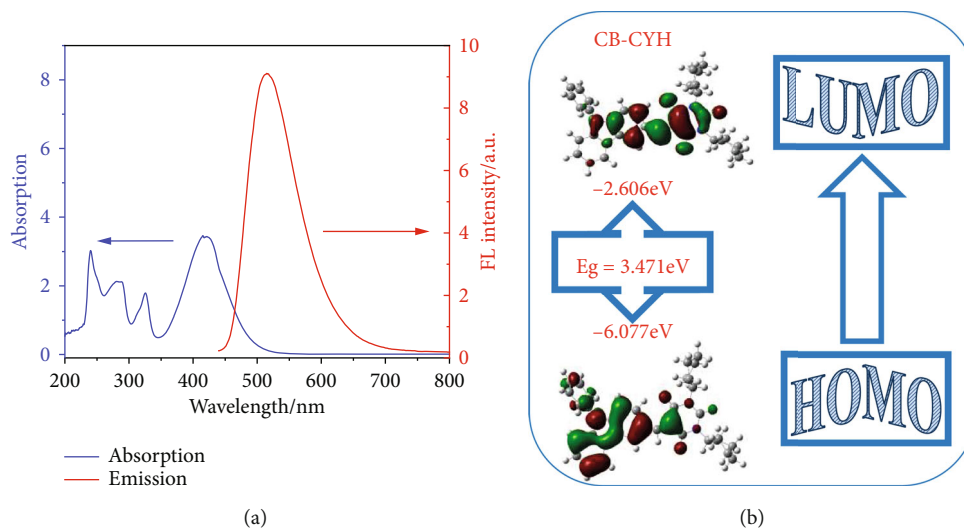 Absorption
8
6
4
2
0
200 300 400 500 600 700 800
Wavelength/nm
10
8
6
4
2
0
FL intensity/a.u.
Absorption
Emission
(a)
CB-CYH
–2.606eV
Eg = 3.471eV
–6.077eV
LUMO
HOMO
(b)